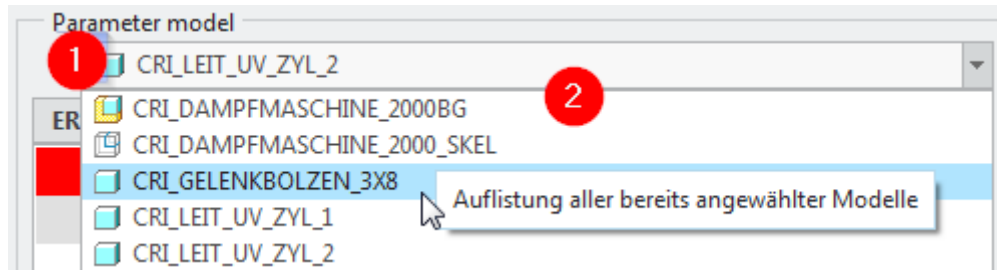 Parameter model
1
CRI_LEIT_UV_ZYL_2
2
ER
CRI_DAMPFMASCHINE_2000BG
CRI_DAMPFMASCHINE_2000_SKEL
CRI_GELENKBOLZEN_3X8
Auflistung aller bereits angewählter Modelle
CRI_LEIT_UV_ZYL_1
CRI_LEIT_UV_ZYL_2